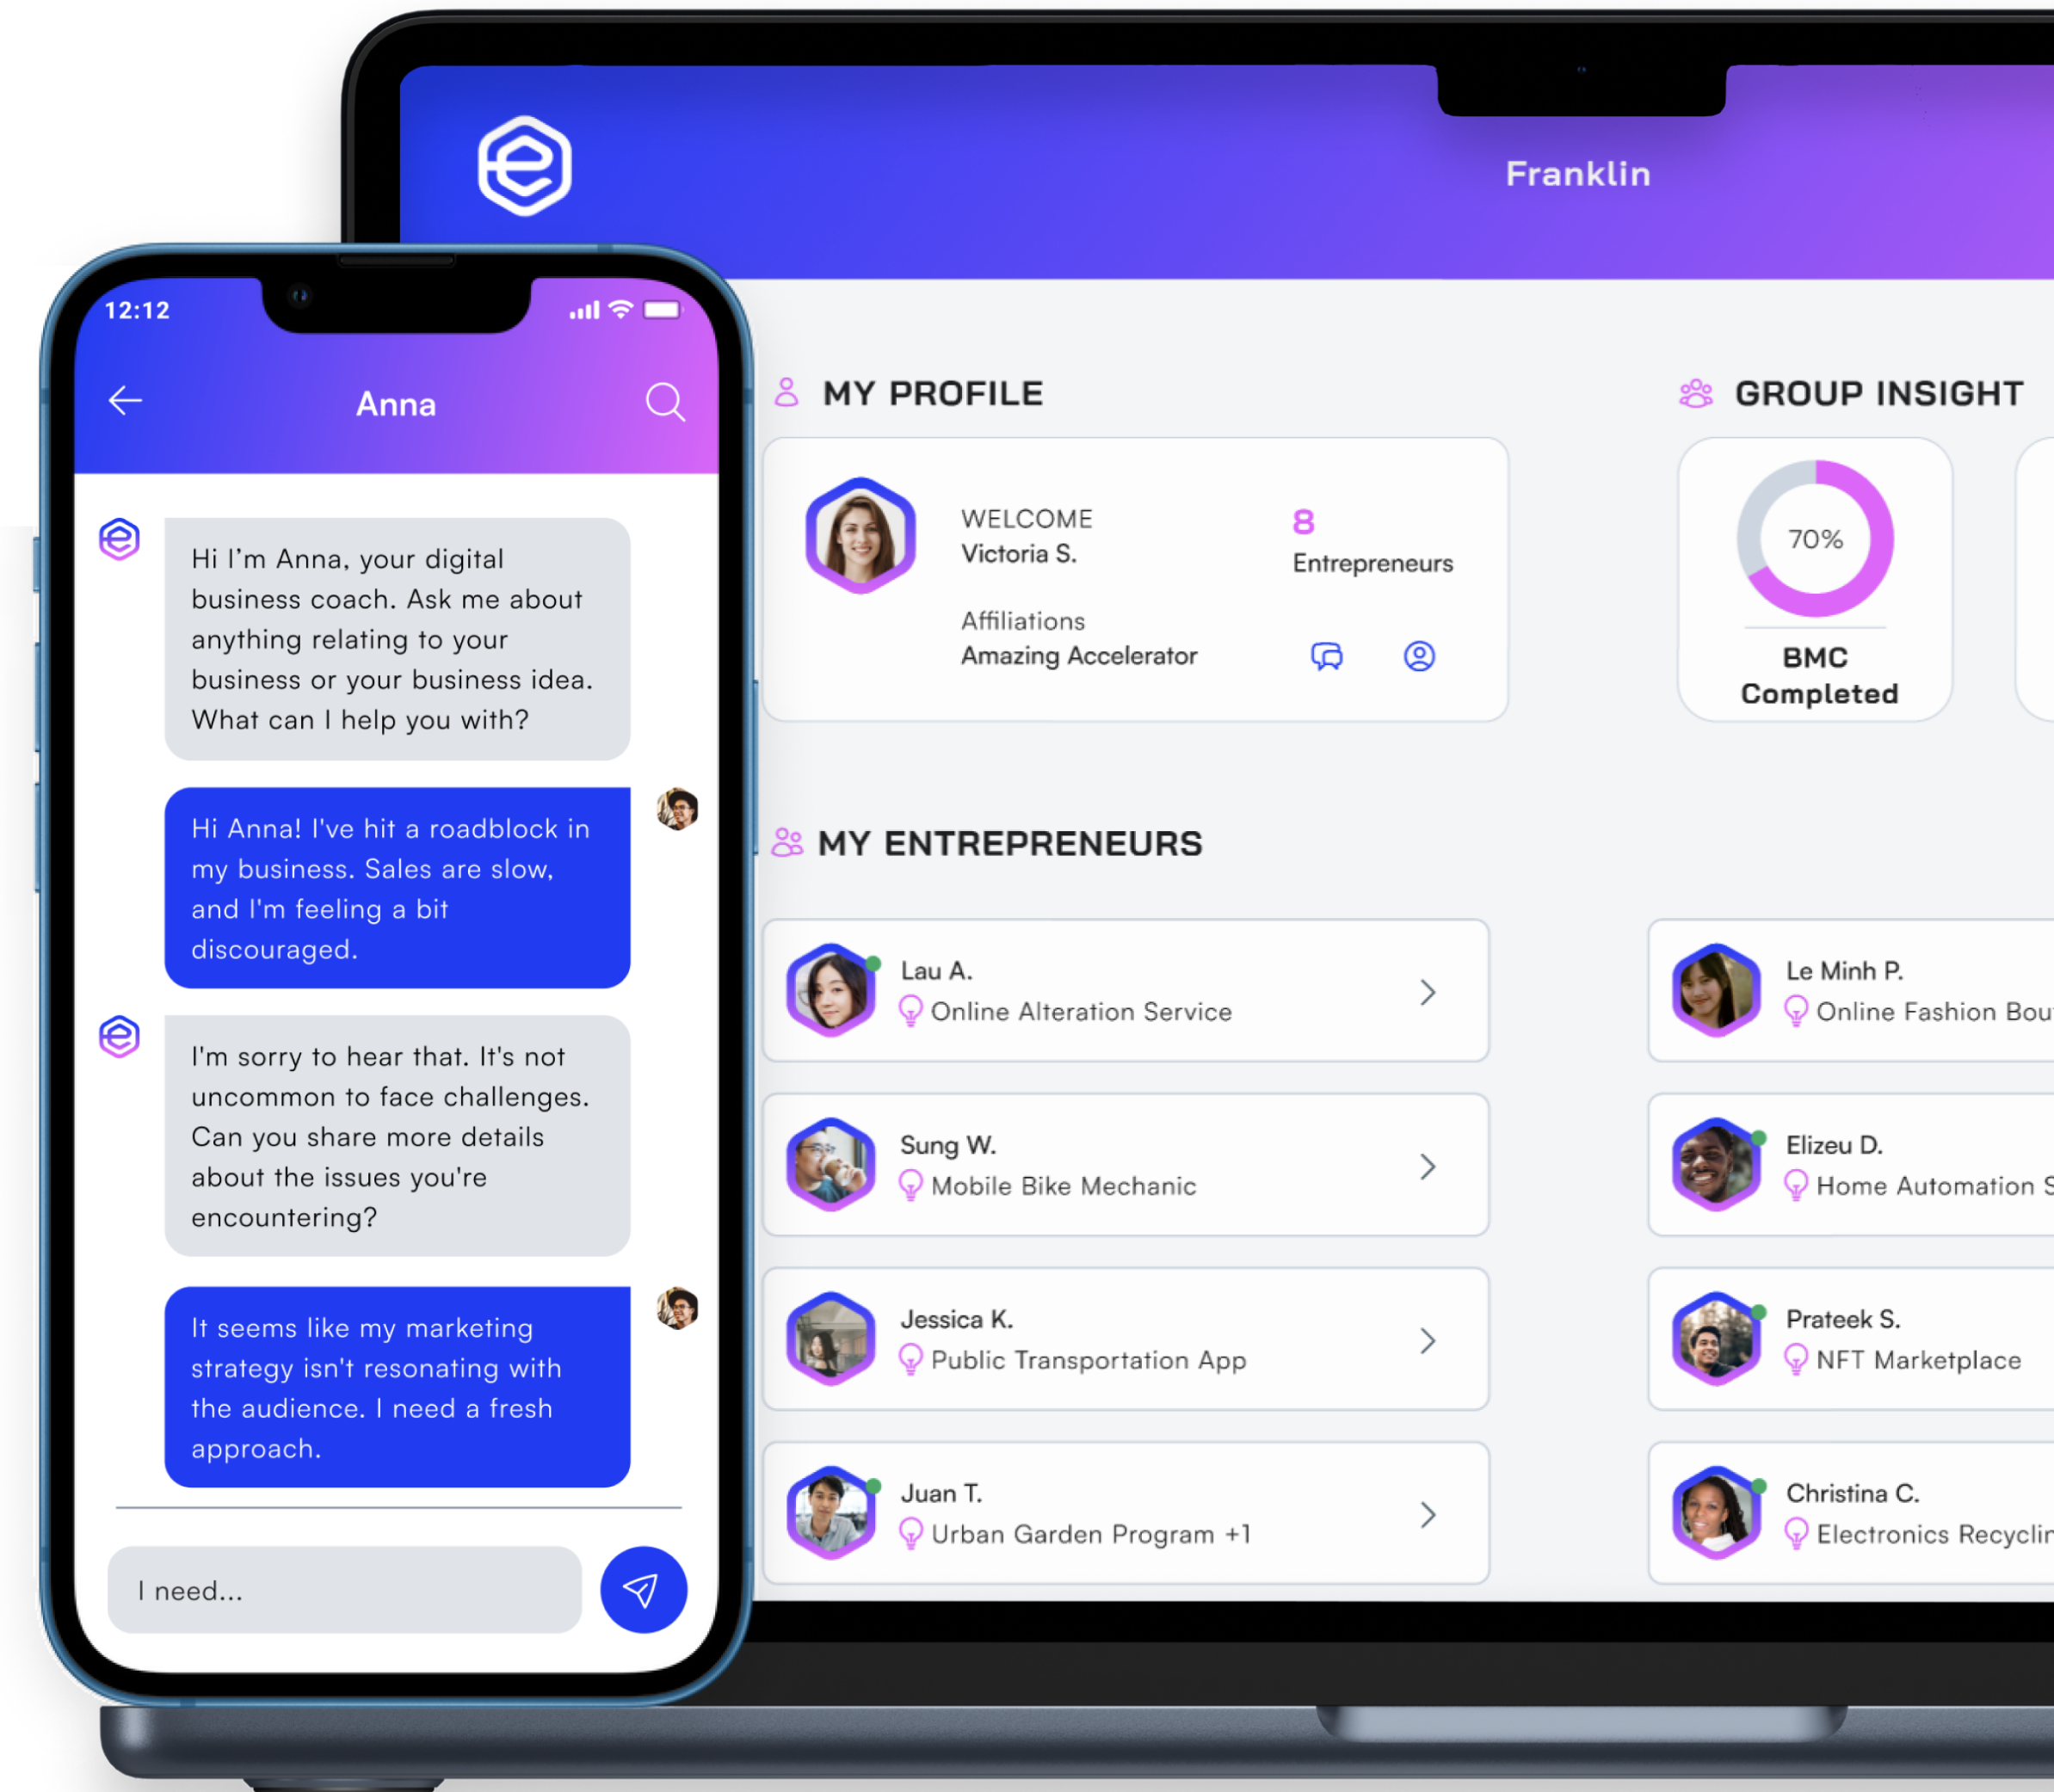 Franklin
12:12
Anna
Hi I’m Anna, your digital
business coach. Ask me about
anything relating to your
business or your business idea.
What can I help you with?
Hi Anna! I've hit a roadblock in
my business. Sales are slow,
and I'm feeling a bit
discouraged.
I'm sorry to hear that. It's not
uncommon to face challenges.
Can you share more details
about the issues you're
encountering?
It seems like my marketing
strategy isn't resonating with
the audience. I need a fresh
approach.
I need...
MY PROFILE
WELCOME
Victoria S.
8
Entrepreneurs
Affiliations
Amazing Accelerator
GROUP INSIGHT
70%
BMC
Completed
MY ENTREPRENEURS
Lau A.
Online Alteration Service
Le Minh P.
Online Fashion Bou
Sung W.
Mobile Bike Mechanic
Elizeu D.
Home Automation S
Jessica K.
Public Transportation App
Prateek S.
NFT Marketplace
Juan T.
Urban Garden Program +1
Christina C.
Electronics Recyclin